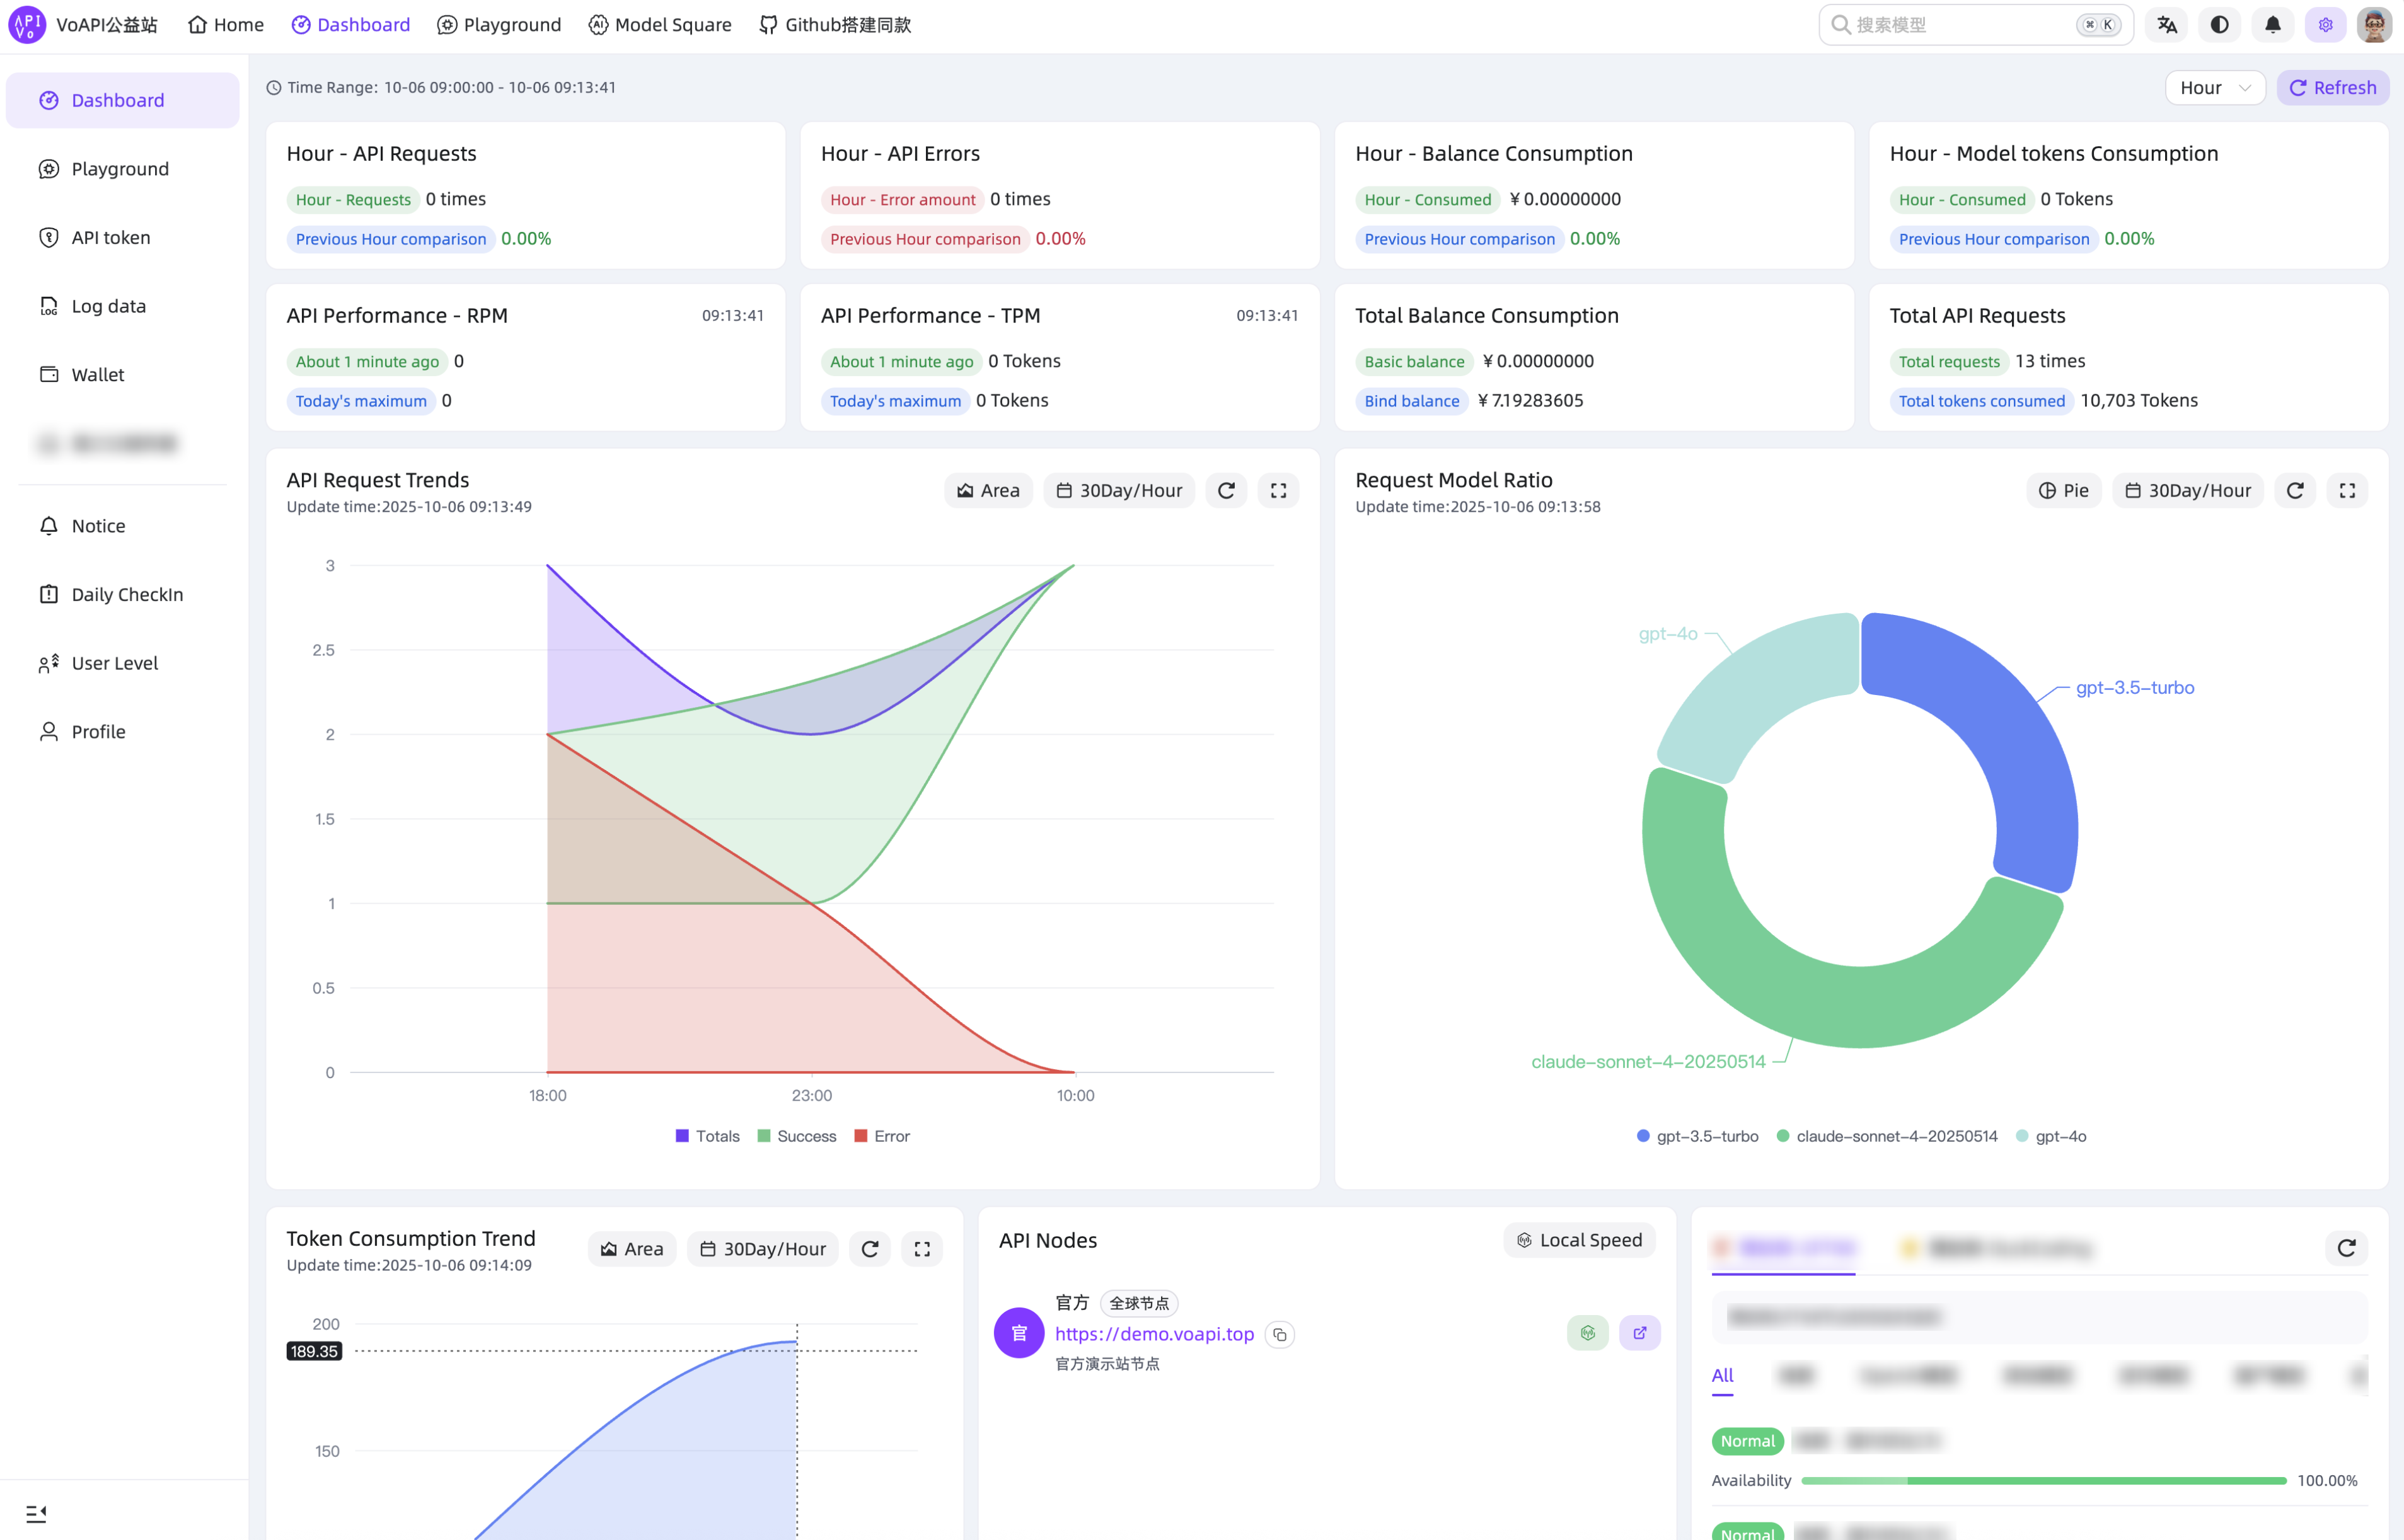 API Vo VoAPI公益站 Home Dashboard Playground Model Square Github搭建同款 搜索模型 ⌘ K
Dashboard
Playground
API token
Log data
Wallet
Notice
Daily CheckIn
User Level
Profile
Time Range: 10-06 09:00:00 - 10-06 09:13:41 Hour Refresh
Hour - API Requests
Hour - Requests 0 times
Previous Hour comparison 0.00%
Hour - API Errors
Hour - Error amount 0 times
Previous Hour comparison 0.00%
Hour - Balance Consumption
Hour - Consumed ¥0.00000000
Previous Hour comparison 0.00%
Hour - Model tokens Consumption
Hour - Consumed 0 Tokens
Previous Hour comparison 0.00%
API Performance - RPM 09:13:41
About 1 minute ago 0
Today's maximum 0
API Performance - TPM 09:13:41
About 1 minute ago 0 Tokens
Today's maximum 0 Tokens
Total Balance Consumption
Basic balance ¥0.00000000
Bind balance ¥7.19283605
Total API Requests
Total requests 13 times
Total tokens consumed 10,703 Tokens
API Request Trends Area 30Day/Hour
Update time:2025-10-06 09:13:49
3
2.5
2
1.5
1
0.5
0
18:00 23:00 10:00
Totals Success Error
Request Model Ratio Pie 30Day/Hour
Update time:2025-10-06 09:13:58
gpt-4o
gpt-3.5-turbo
claude-sonnet-4-20250514
gpt-3.5-turbo claude-sonnet-4-20250514 gpt-4o
Token Consumption Trend Area 30Day/Hour
Update time:2025-10-06 09:14:09
200
189.35
150
API Nodes Local Speed
官
官方 全球节点
https://demo.voapi.top
官方演示站节点
All
Normal
Availability 100.00%
Normal